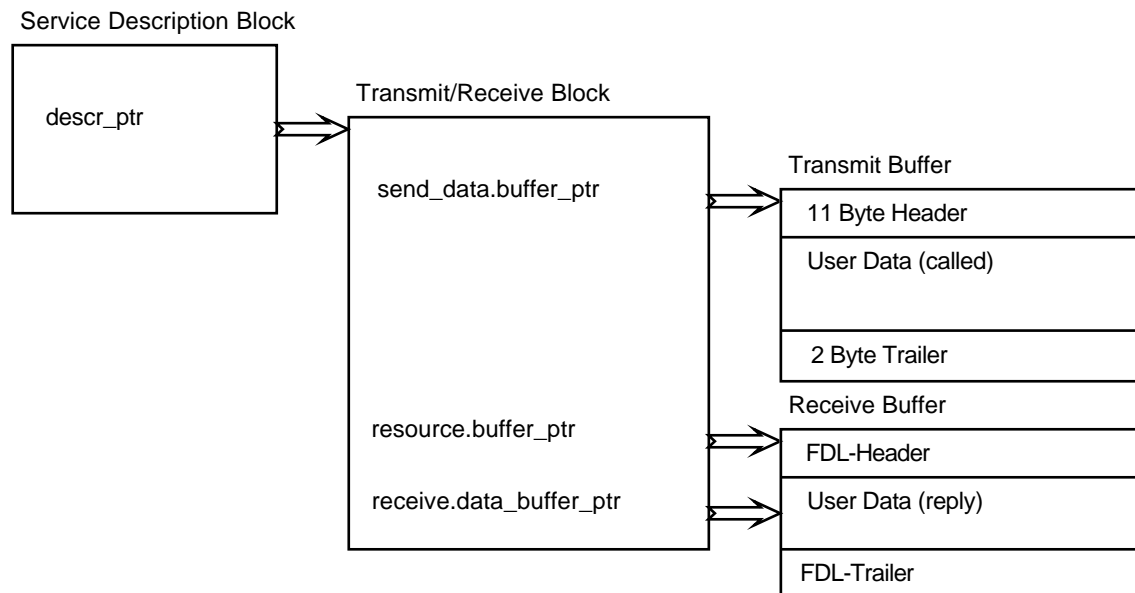 Service Description Block
descr_ptr
Transmit/Receive Block
send_data.buffer_ptr
resource.buffer_ptr
receive.data_buffer_ptr
Transmit Buffer
11 Byte Header
User Data (called)
2 Byte Trailer
Receive Buffer
FDL-Header
User Data (reply)
FDL-Trailer